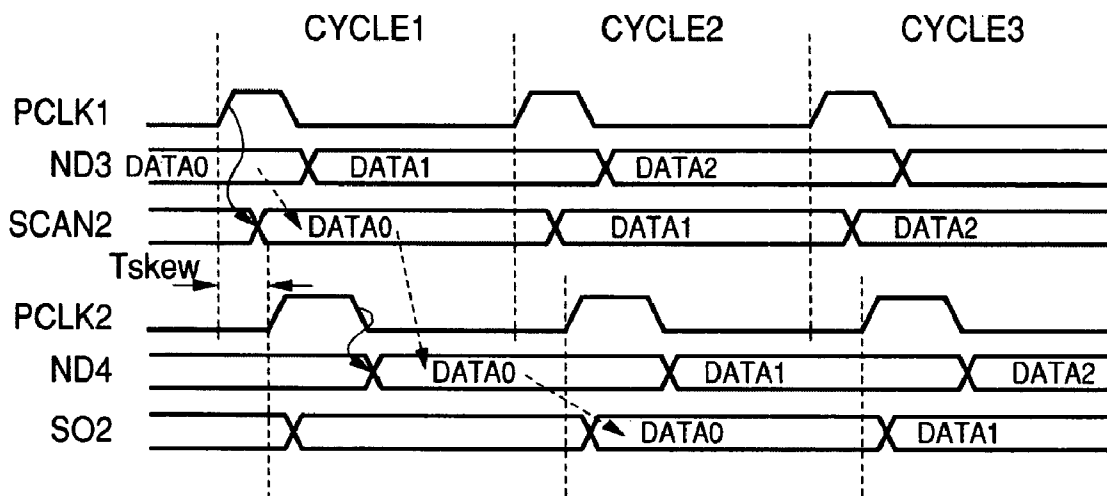 CYCLE1 CYCLE2 CYCLE3
PCLK1
ND3 DATA0 DATA1 DATA2
SCAN2 DATA0 DATA1 DATA2
Tskew
PCLK2
ND4 DATA0 DATA1 DATA2
SO2 DATA0 DATA1